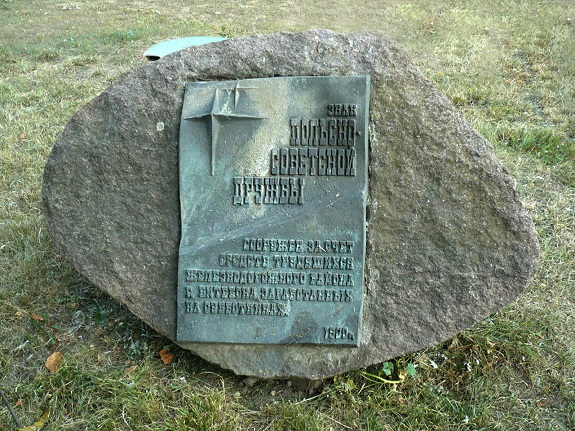 ЗНАК
ПОЛЬСКО-
СОВЕТСКОЙ
ДРУЖБЫ
СООРУЖЕН ЗА СЧЕТ
СРЕДСТВ ТРУДЯЩИХСЯ
ЖЕЛЕЗНОДОРОЖНОГО РАЙОНА
Г. ВИТЕБСКА, ЗАРАБОТАННЫХ
НА СУББОТНИКАХ.